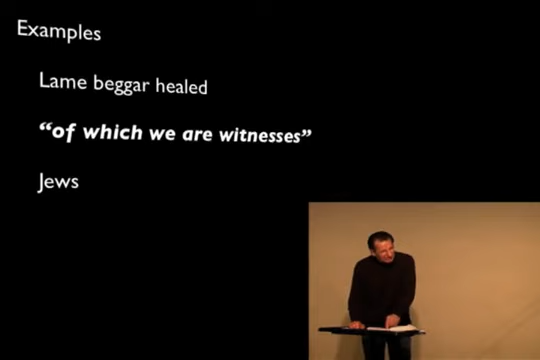 Examples
Lame beggar healed
“of which we are witnesses”
Jews